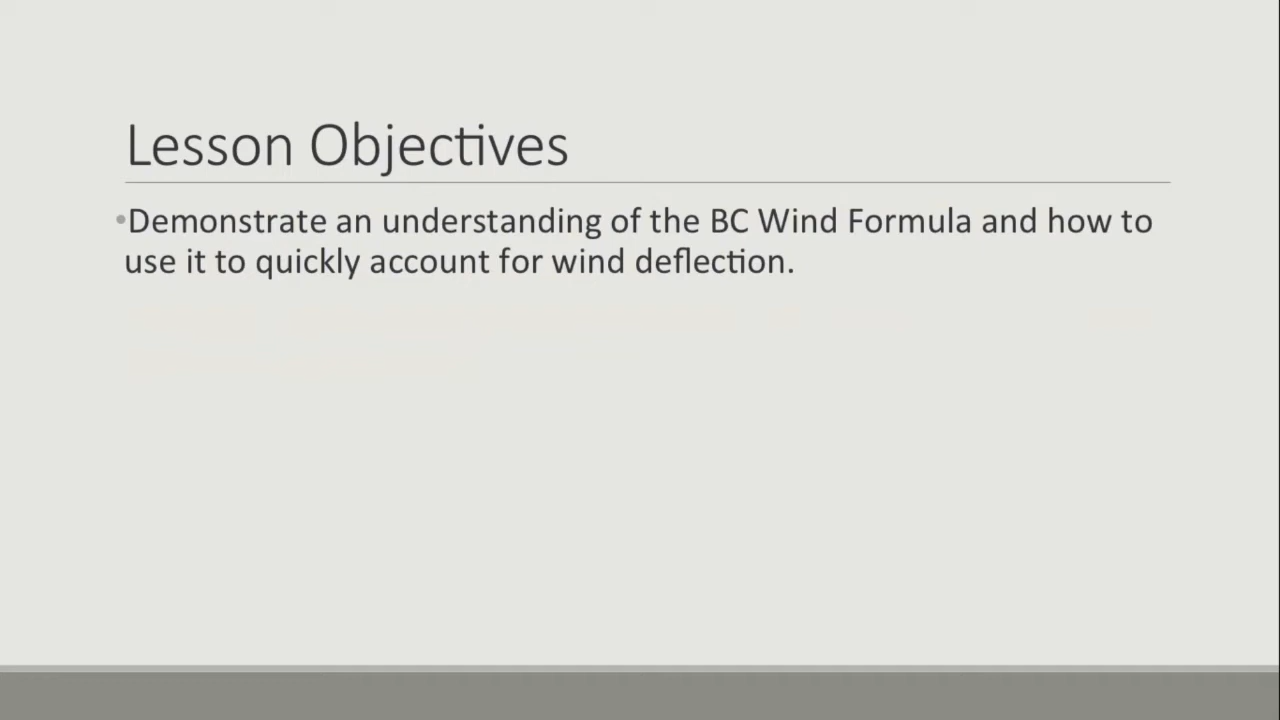 Lesson Objectives
•Demonstrate an understanding of the BC Wind Formula and how to
use it to quickly account for wind deflection.